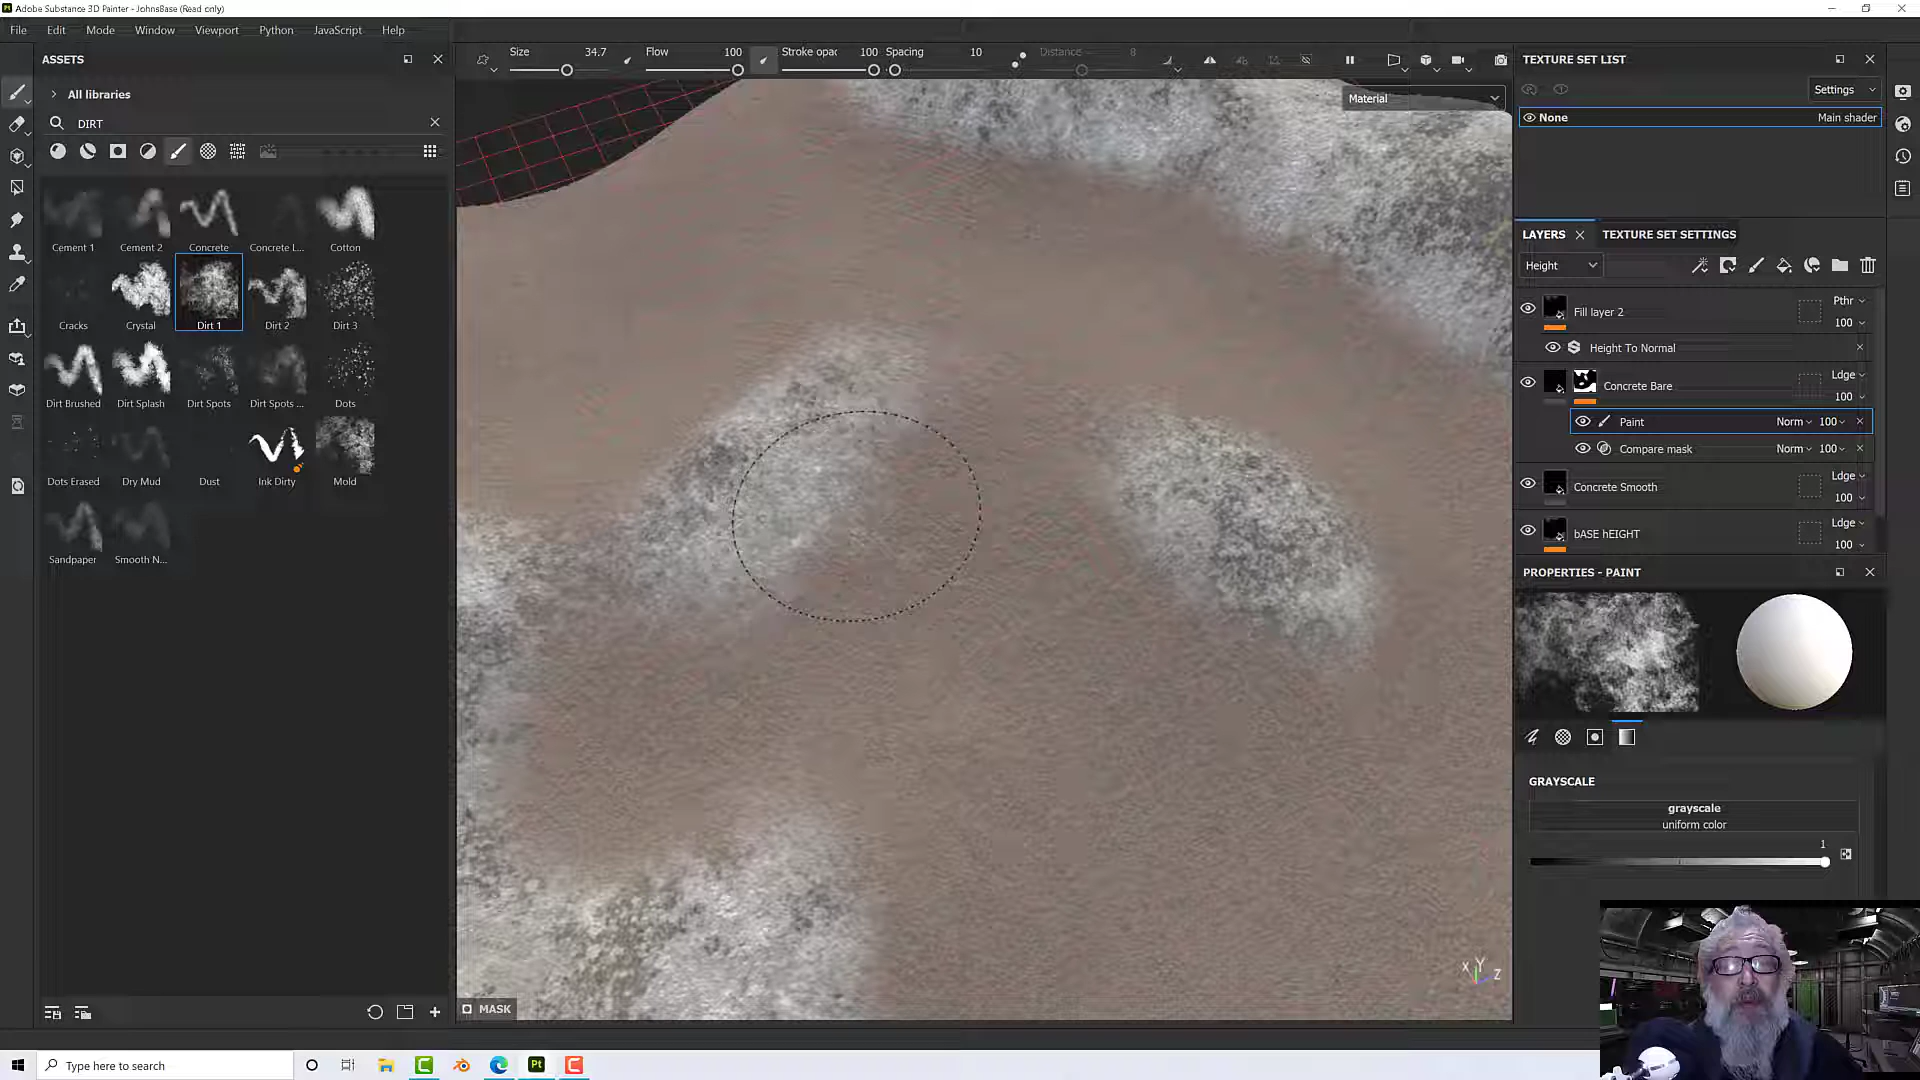 Adobe Substance 3D Painter - JohnsBase (Read only)
File Edit Mode Window Viewport Python JavaScript Help
ASSETS
All libraries
DIRT
Cement 1 Cement 2 Concrete Concrete L... Cotton
Cracks Crystal Dirt 1 Dirt 2 Dirt 3
Dirt Brushed Dirt Splash Dirt Spots Dirt Spots ... Dots
Dots Erased Dry Mud Dust Ink Dirty Mold
Sandpaper Smooth N...
Size 34.7 Flow 100 Stroke opac 100 Spacing 10 Distance 8
Material
MASK
X Y Z
TEXTURE SET LIST
Settings
None Main shader
LAYERS TEXTURE SET SETTINGS
Height
Fill layer 2 Pthr 100
Height To Normal
Concrete Bare Ldge 100
Paint Norm 100
Compare mask Norm 100
Concrete Smooth Ldge 100
bASE hEIGHT Ldge 100
PROPERTIES - PAINT
GRAYSCALE
grayscale
uniform color
1
Type here to search
Pt